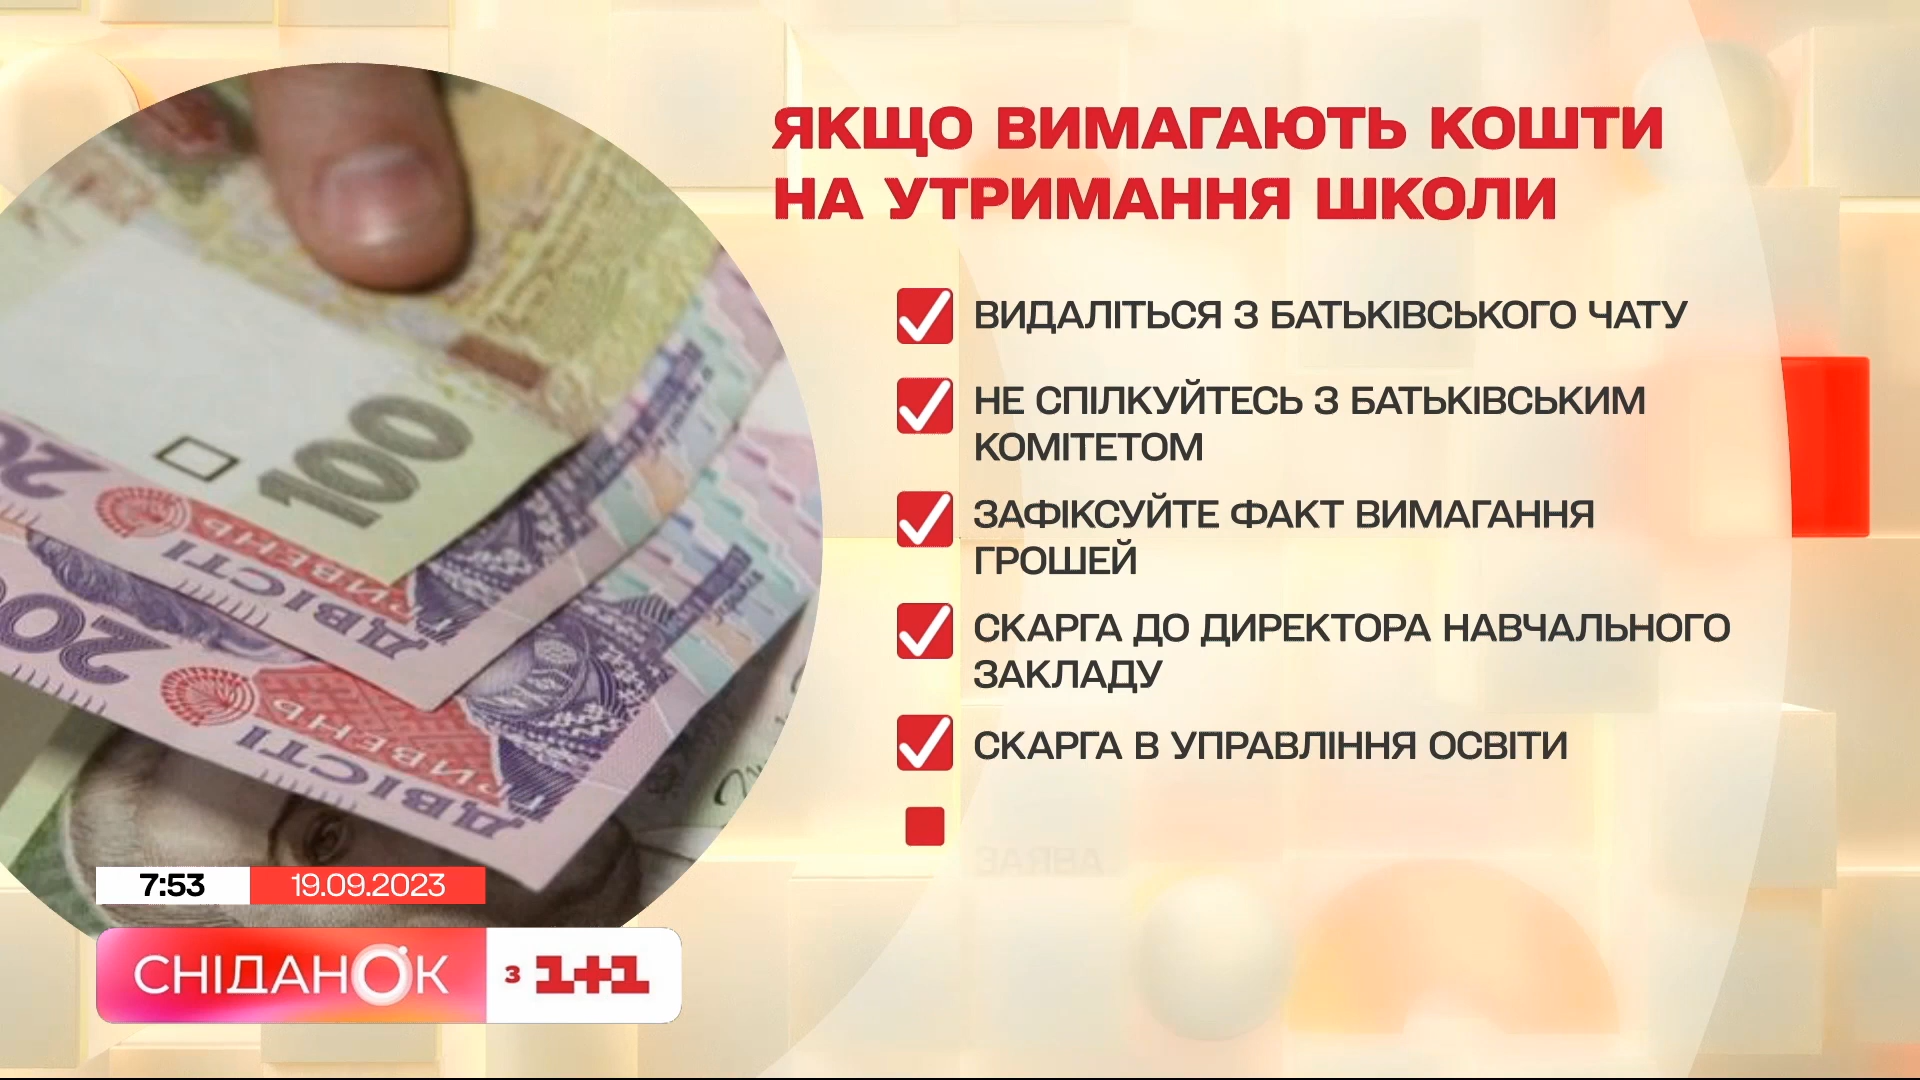 ЯКЩО ВИМАГАЮТЬ КОШТИ
НА УТРИМАННЯ ШКОЛИ
ВИДАЛІТЬСЯ З БАТЬКІВСЬКОГО ЧАТУ
НЕ СПІЛКУЙТЕСЬ З БАТЬКІВСЬКИМ
КОМІТЕТОМ
ЗАФІКСУЙТЕ ФАКТ ВИМАГАННЯ
ГРОШЕЙ
СКАРГА ДО ДИРЕКТОРА НАВЧАЛЬНОГО
ЗАКЛАДУ
СКАРГА В УПРАВЛІННЯ ОСВІТИ
100
20
ДВІСТІ
ГРИВЕНЬ
200
ДВІСТІ
ГРИВЕНЬ
7:53 19.09.2023
СНІДАНОК З 1+1